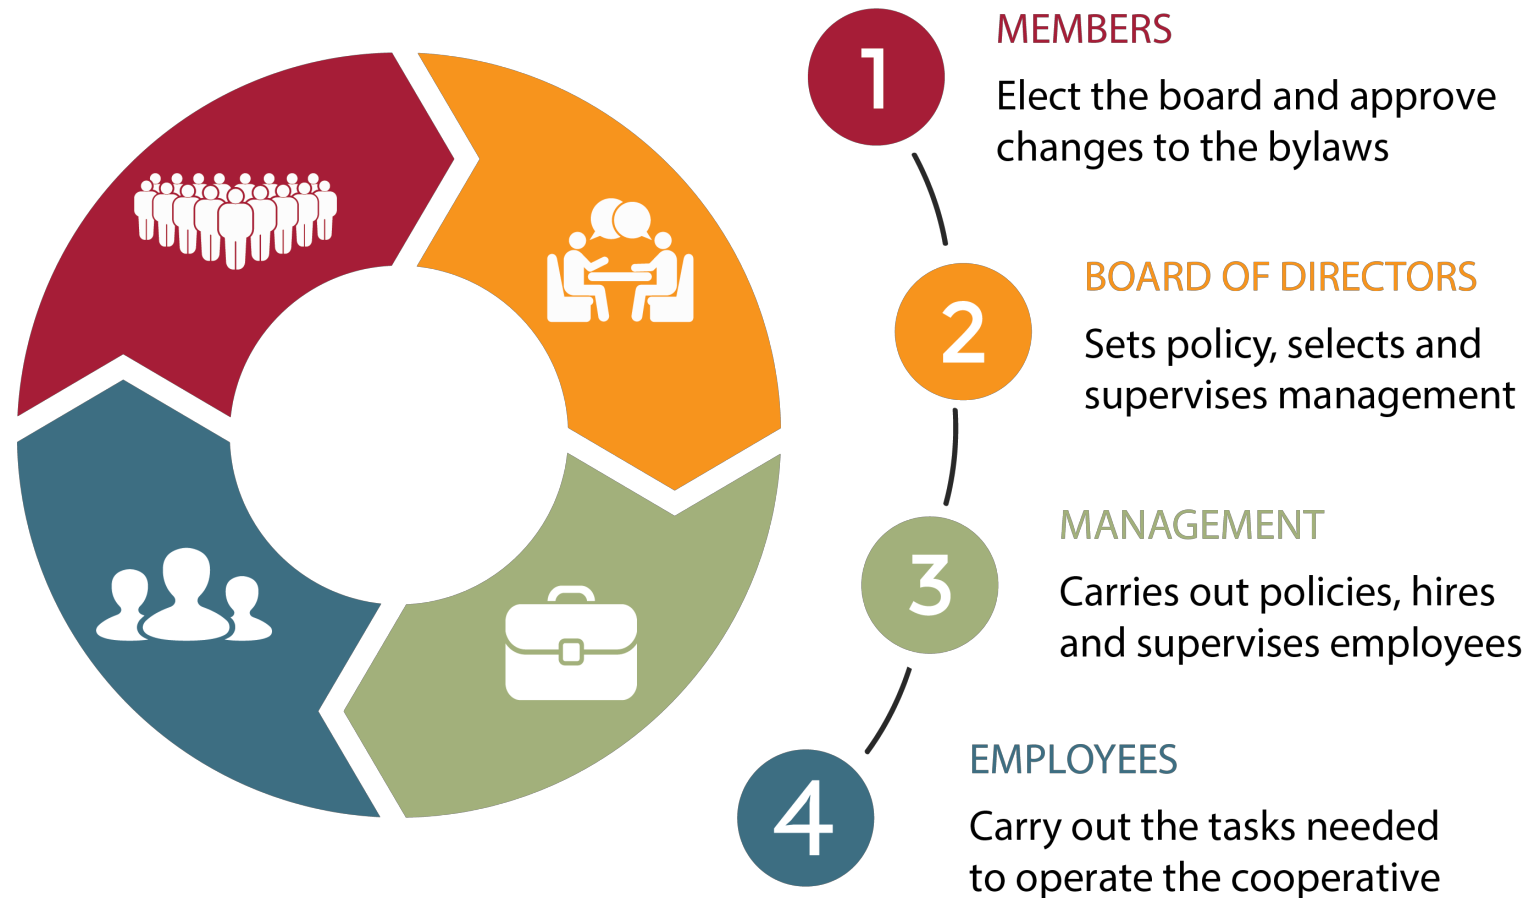 1
MEMBERS
Elect the board and approve
changes to the bylaws
2
BOARD OF DIRECTORS
Sets policy, selects and
supervises management
3
MANAGEMENT
Carries out policies, hires
and supervises employees
4
EMPLOYEES
Carry out the tasks needed
to operate the cooperative